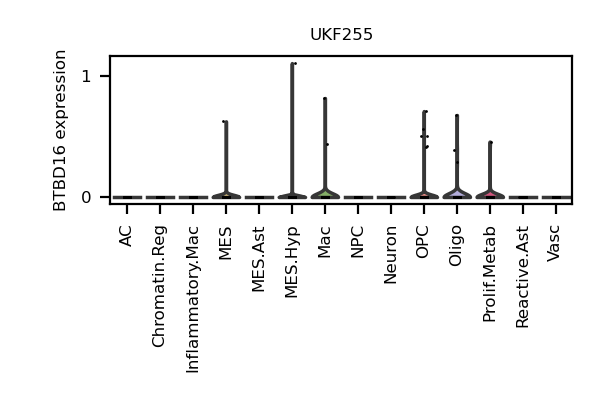 UKF255
BTBD16 expression
1
0
AC
Chromatin.Reg
Inflammatory.Mac
MES
MES.Ast
MES.Hyp
Mac
NPC
Neuron
OPC
Oligo
Prolif.Metab
Reactive.Ast
Vasc